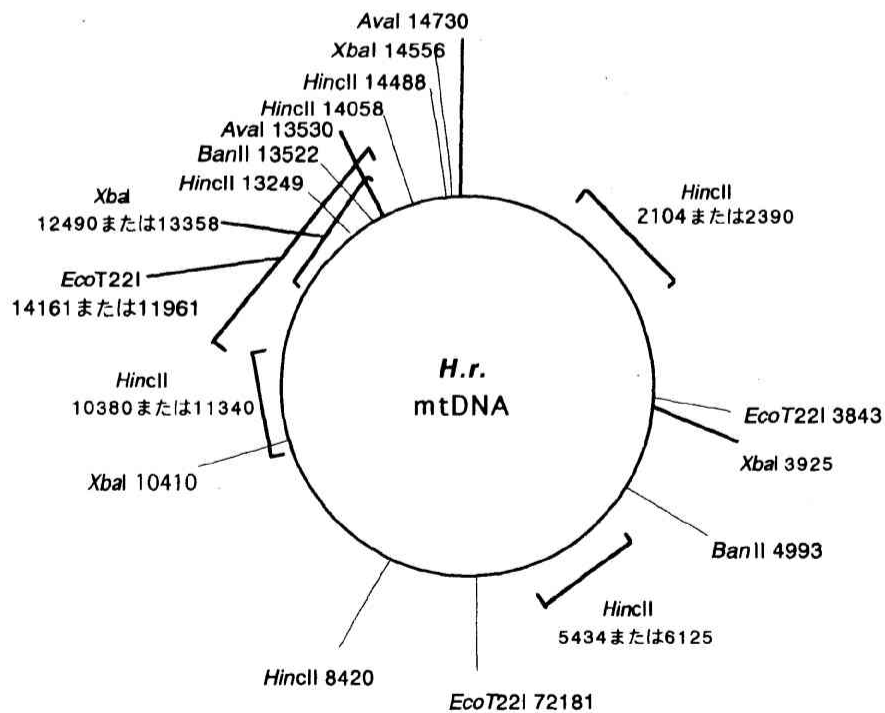 AvaI 14730
XbaI 14556
HincII 14488
HincII 14058
AvaI 13530
BanII 13522
HincII 13249
XbaI
12490または13358
EcoT22I
14161または11961
HincII
10380または11340
XbaI 10410
HincII 8420
EcoT22I 72181
HincII
5434または6125
BanII 4993
XbaI 3925
EcoT22I 3843
HincII
2104または2390
H.r.
mtDNA